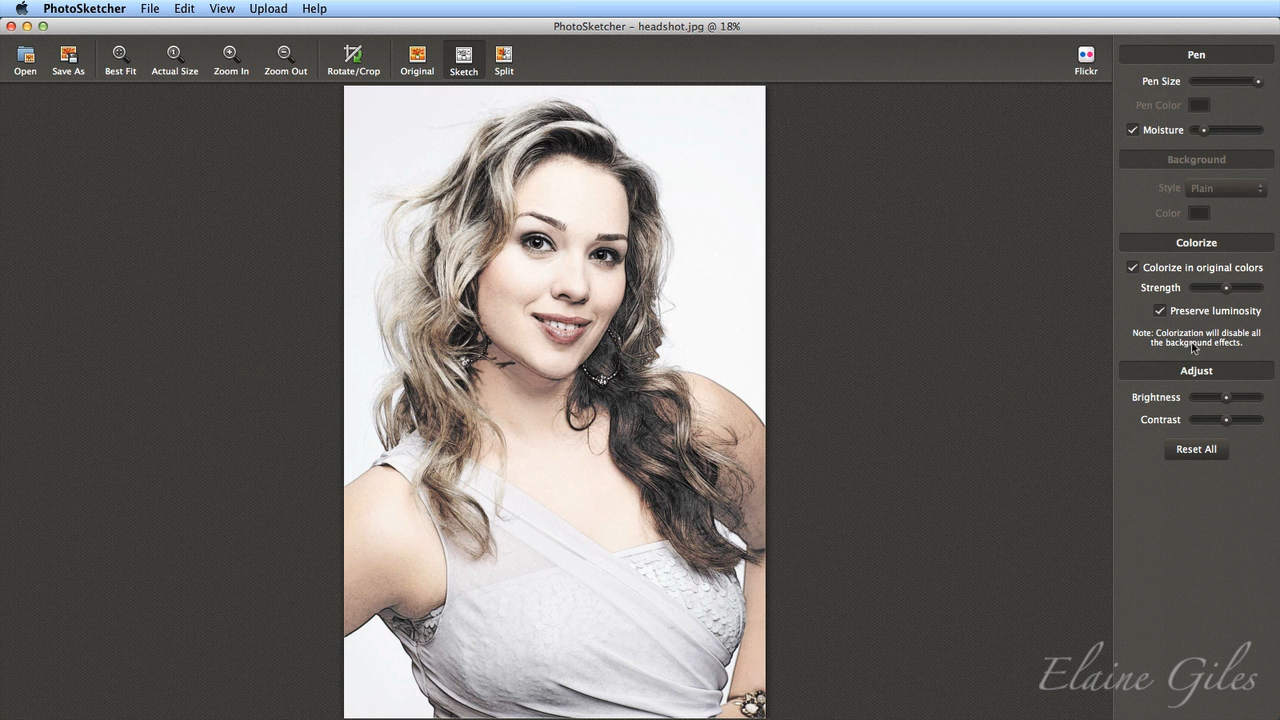 PhotoSketcher File Edit View Upload Help
PhotoSketcher – headshot.jpg @ 18%
Open Save As Best Fit Actual Size Zoom In Zoom Out Rotate/Crop Original Sketch Split Flickr
Pen
Pen Size
Pen Color
Moisture
Background
Style Plain
Color
Colorize
Colorize in original colors
Strength
Preserve luminosity
Note: Colorization will disable all
the background effects.
Adjust
Brightness
Contrast
Reset All
Elaine Giles